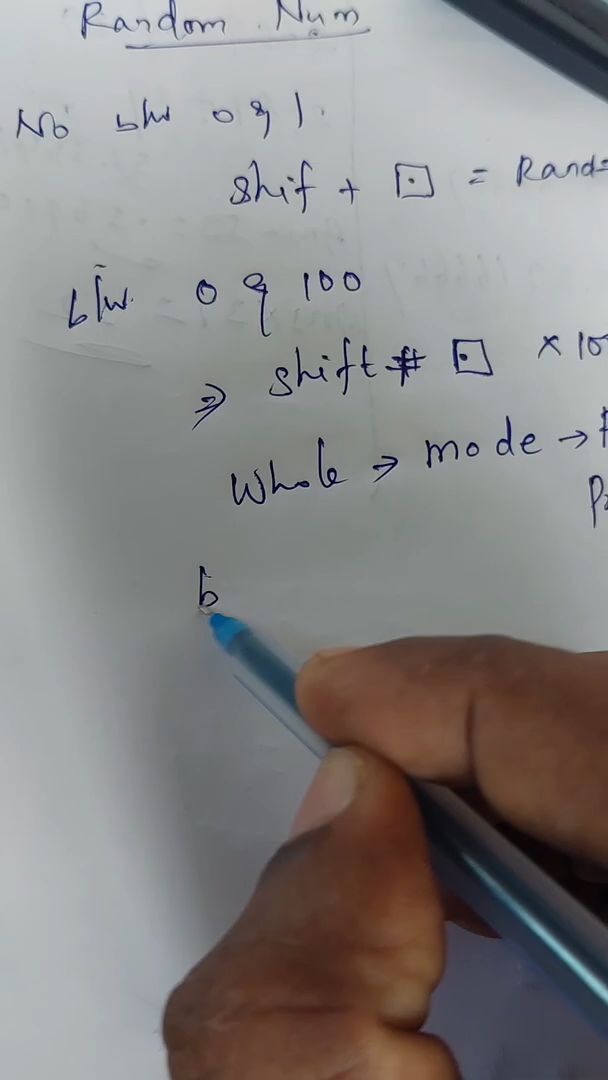 Random Num
No b/w 0 & 1.
shif + ⊡ = Rand
b/w. 0 & 100
⇒ shift # ⊡ × 10
Whole → mode →
b